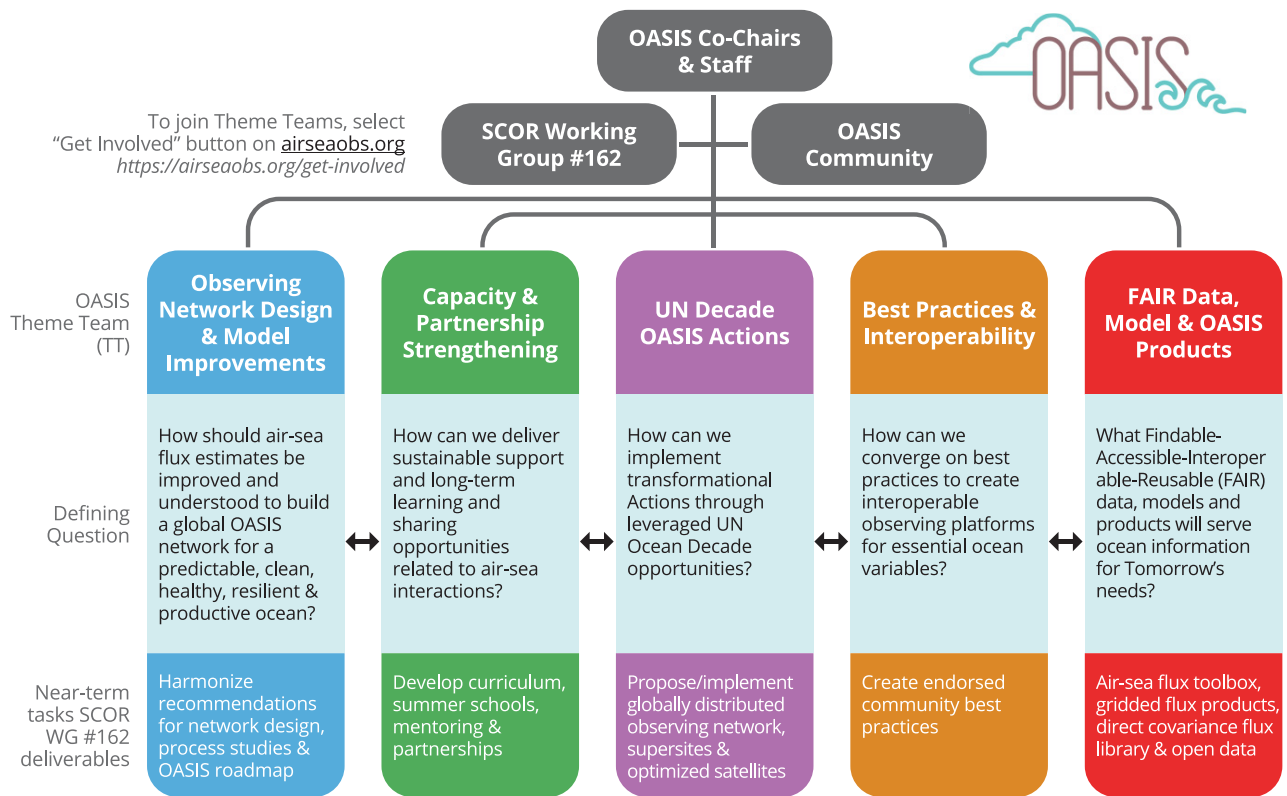 OASIS Co-Chairs
& Staff
OASIS
To join Theme Teams, select
“Get Involved” button on airseaobs.org
https://airseaobs.org/get-involved
SCOR Working
Group #162
OASIS
Community
OASIS
Theme Team
(TT)
Observing
Network Design
& Model
Improvements
Capacity &
Partnership
Strengthening
UN Decade
OASIS Actions
Best Practices &
Interoperability
FAIR Data,
Model & OASIS
Products
Defining
Question
How should air-sea
flux estimates be
improved and
understood to build
a global OASIS
network for a
predictable, clean,
healthy, resilient &
productive ocean?
How can we deliver
sustainable support
and long-term
learning and
sharing
opportunities
related to air-sea
interactions?
How can we
implement
transformational
Actions through
leveraged UN
Ocean Decade
opportunities?
How can we
converge on best
practices to create
interoperable
observing platforms
for essential ocean
variables?
What Findable-
Accessible-Interoper
able-Reusable (FAIR)
data, models and
products will serve
ocean information
for Tomorrow’s
needs?
Near-term
tasks SCOR
WG #162
deliverables
Harmonize
recommendations
for network design,
process studies &
OASIS roadmap
Develop curriculum,
summer schools,
mentoring &
partnerships
Propose/implement
globally distributed
observing network,
supersites &
optimized satellites
Create endorsed
community best
practices
Air-sea flux toolbox,
gridded flux products,
direct covariance flux
library & open data